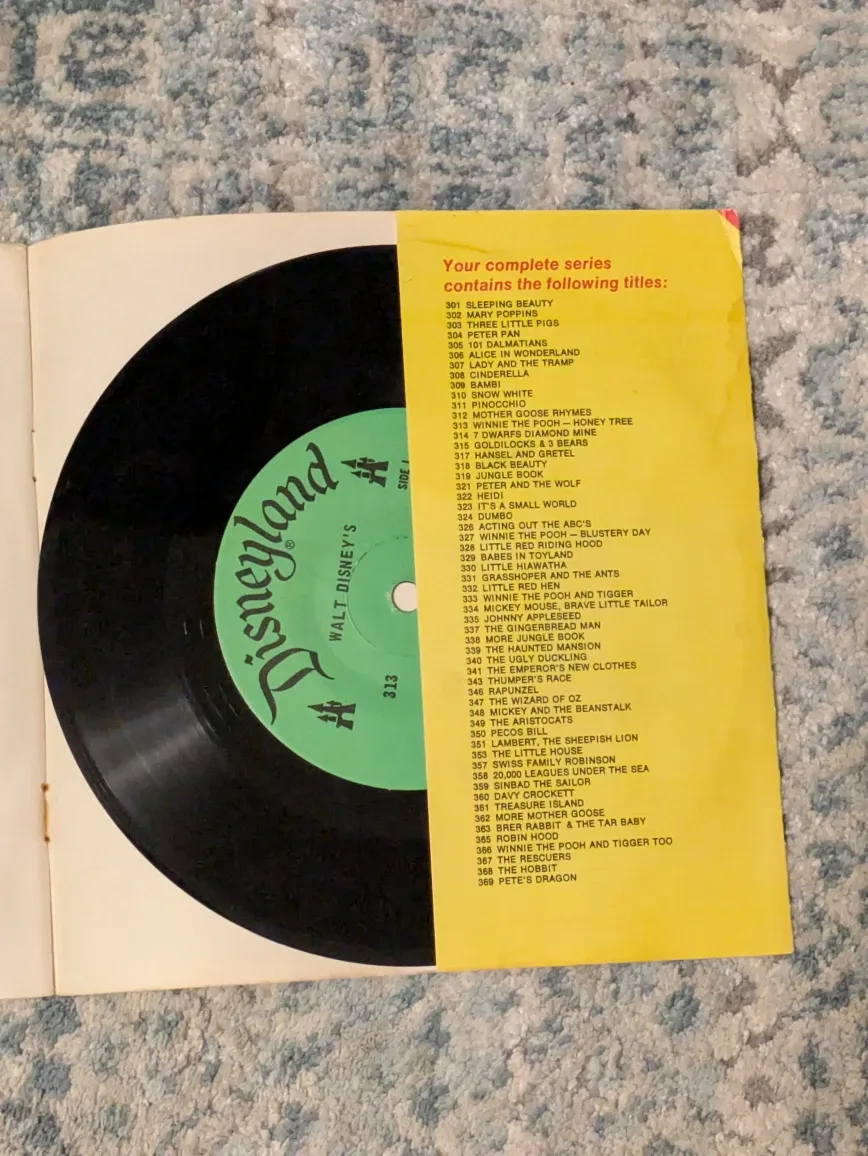 Disneyland®
WALT DISNEY'S
SIDE 1
313
Your complete series
contains the following titles:
301 SLEEPING BEAUTY
302 MARY POPPINS
303 THREE LITTLE PIGS
304 PETER PAN
305 101 DALMATIANS
306 ALICE IN WONDERLAND
307 LADY AND THE TRAMP
308 CINDERELLA
309 BAMBI
310 SNOW WHITE
311 PINOCCHIO
312 MOTHER GOOSE RHYMES
313 WINNIE THE POOH — HONEY TREE
314 7 DWARFS DIAMOND MINE
315 GOLDILOCKS & 3 BEARS
317 HANSEL AND GRETEL
318 BLACK BEAUTY
319 JUNGLE BOOK
321 PETER AND THE WOLF
322 HEIDI
323 IT'S A SMALL WORLD
324 DUMBO
326 ACTING OUT THE ABC'S
327 WINNIE THE POOH — BLUSTERY DAY
328 LITTLE RED RIDING HOOD
329 BABES IN TOYLAND
330 LITTLE HIAWATHA
331 GRASSHOPER AND THE ANTS
332 LITTLE RED HEN
333 WINNIE THE POOH AND TIGGER
334 MICKEY MOUSE, BRAVE LITTLE TAILOR
335 JOHNNY APPLESEED
337 THE GINGERBREAD MAN
338 MORE JUNGLE BOOK
339 THE HAUNTED MANSION
340 THE UGLY DUCKLING
341 THE EMPEROR'S NEW CLOTHES
343 THUMPER'S RACE
346 RAPUNZEL
347 THE WIZARD OF OZ
348 MICKEY AND THE BEANSTALK
349 THE ARISTOCATS
350 PECOS BILL
351 LAMBERT, THE SHEEPISH LION
353 THE LITTLE HOUSE
357 SWISS FAMILY ROBINSON
358 20,000 LEAGUES UNDER THE SEA
359 SINBAD THE SAILOR
360 DAVY CROCKETT
361 TREASURE ISLAND
362 MORE MOTHER GOOSE
363 BRER RABBIT & THE TAR BABY
365 ROBIN HOOD
366 WINNIE THE POOH AND TIGGER TOO
367 THE RESCUERS
368 THE HOBBIT
369 PETE'S DRAGON